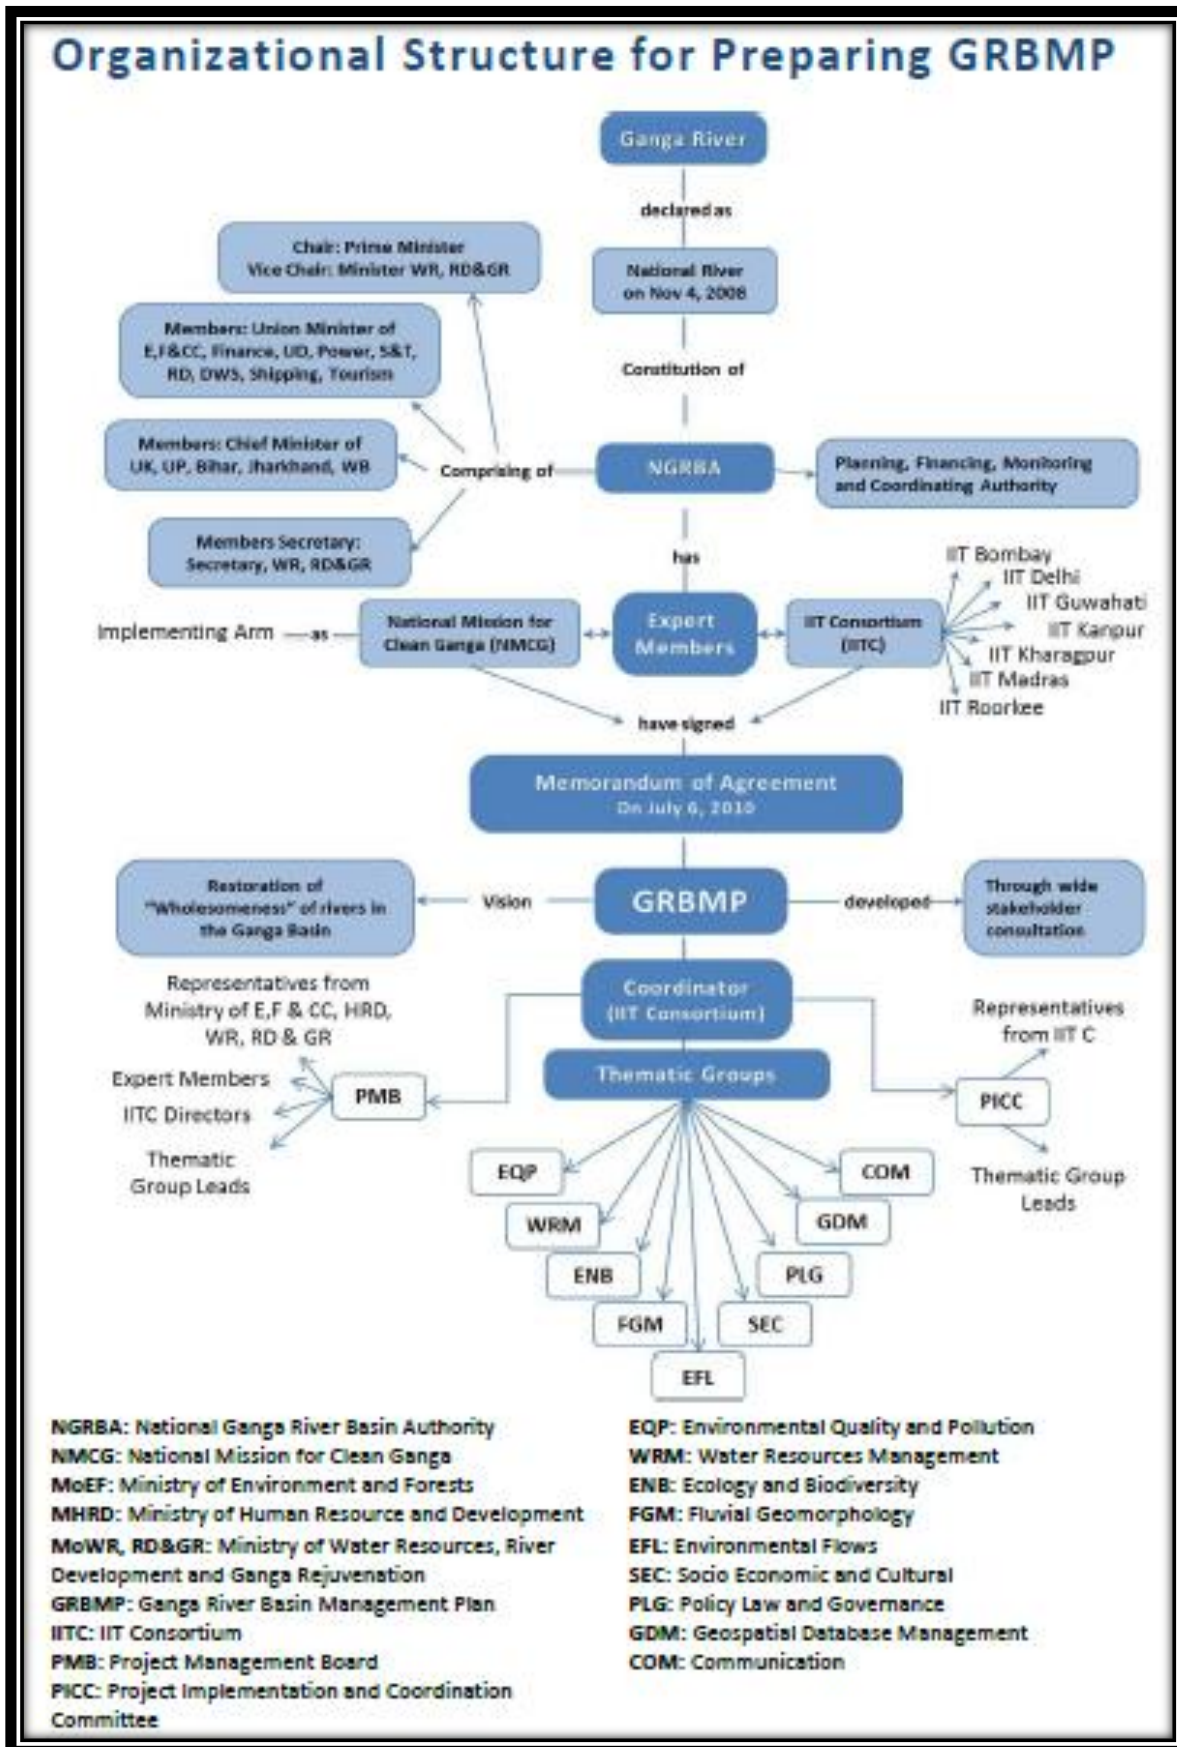 Organizational Structure for Preparing GRBMP
Ganga River
declared as
National River
on Nov 4, 2008
Constitution of
Chair: Prime Minister
Vice Chair: Minister WR, RD&GR
Members: Union Minister of
E,F&CC, Finance, UD, Power, S&T,
RD, DWS, Shipping, Tourism
Members: Chief Minister of
UK, UP, Bihar, Jharkhand, WB
Members Secretary:
Secretary, WR, RD&GR
Comprising of
NGRBA
Planning, Financing, Monitoring
and Coordinating Authority
has
Implementing Arm
as
National Mission for
Clean Ganga (NMCG)
Expert
Members
IIT Consortium
(IITC)
IIT Bombay
IIT Delhi
IIT Guwahati
IIT Kanpur
IIT Kharagpur
IIT Madras
IIT Roorkee
have signed
Memorandum of Agreement
On July 6, 2010
Restoration of
"Wholesomeness" of rivers in
the Ganga Basin
Vision
GRBMP
developed
Through wide
stakeholder
consultation
Coordinator
(IIT Consortium)
Thematic Groups
Representatives from
Ministry of E,F & CC, HRD,
WR, RD & GR
Expert Members
IITC Directors
Thematic
Group Leads
PMB
Representatives
from IIT C
PICC
Thematic Group
Leads
EQP
WRM
ENB
FGM
EFL
SEC
PLG
GDM
COM
NGRBA: National Ganga River Basin Authority
NMCG: National Mission for Clean Ganga
MoEF: Ministry of Environment and Forests
MHRD: Ministry of Human Resource and Development
MoWR, RD&GR: Ministry of Water Resources, River
Development and Ganga Rejuvenation
GRBMP: Ganga River Basin Management Plan
IITC: IIT Consortium
PMB: Project Management Board
PICC: Project Implementation and Coordination
Committee
EQP: Environmental Quality and Pollution
WRM: Water Resources Management
ENB: Ecology and Biodiversity
FGM: Fluvial Geomorphology
EFL: Environmental Flows
SEC: Socio Economic and Cultural
PLG: Policy Law and Governance
GDM: Geospatial Database Management
COM: Communication